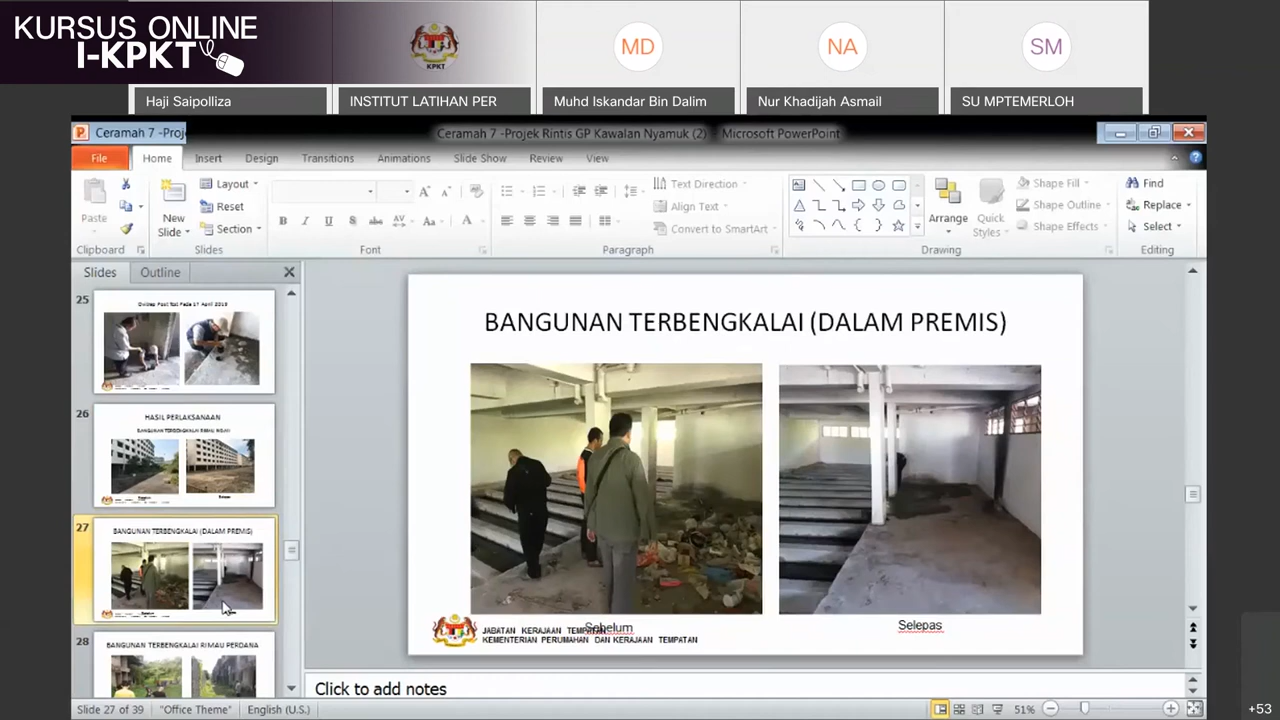 KURSUS ONLINE
I-KPKT
KPKT
MD
NA
SM
Haji Saipolliza
INSTITUT LATIHAN PER
Muhd Iskandar Bin Dalim
Nur Khadijah Asmail
SU MPTEMERLOH
Ceramah 7 -Proje
Ceramah 7 -Projek Rintis GP Kawalan Nyamuk (2) - Microsoft PowerPoint
File
Home
Insert
Design
Transitions
Animations
Slide Show
Review
View
Paste
Clipboard
New Slide
Layout
Reset
Section
Slides
Font
Text Direction
Align Text
Convert to SmartArt
Paragraph
Arrange
Quick Styles
Shape Fill
Shape Outline
Shape Effects
Drawing
Find
Replace
Select
Editing
Slides
Outline
25
26
HASIL PERLAKSANAAN
27
BANGUNAN TERBENGKALAI (DALAM PREMIS)
28
BANGUNAN TERBENGKALAI RIMAU PERDANA
BANGUNAN TERBENGKALAI (DALAM PREMIS)
Sebelum
Selepas
JABATAN KERAJAAN TEMPATAN
KEMENTERIAN PERUMAHAN DAN KERAJAAN TEMPATAN
Click to add notes
Slide 27 of 39
"Office Theme"
English (U.S.)
51%
+53